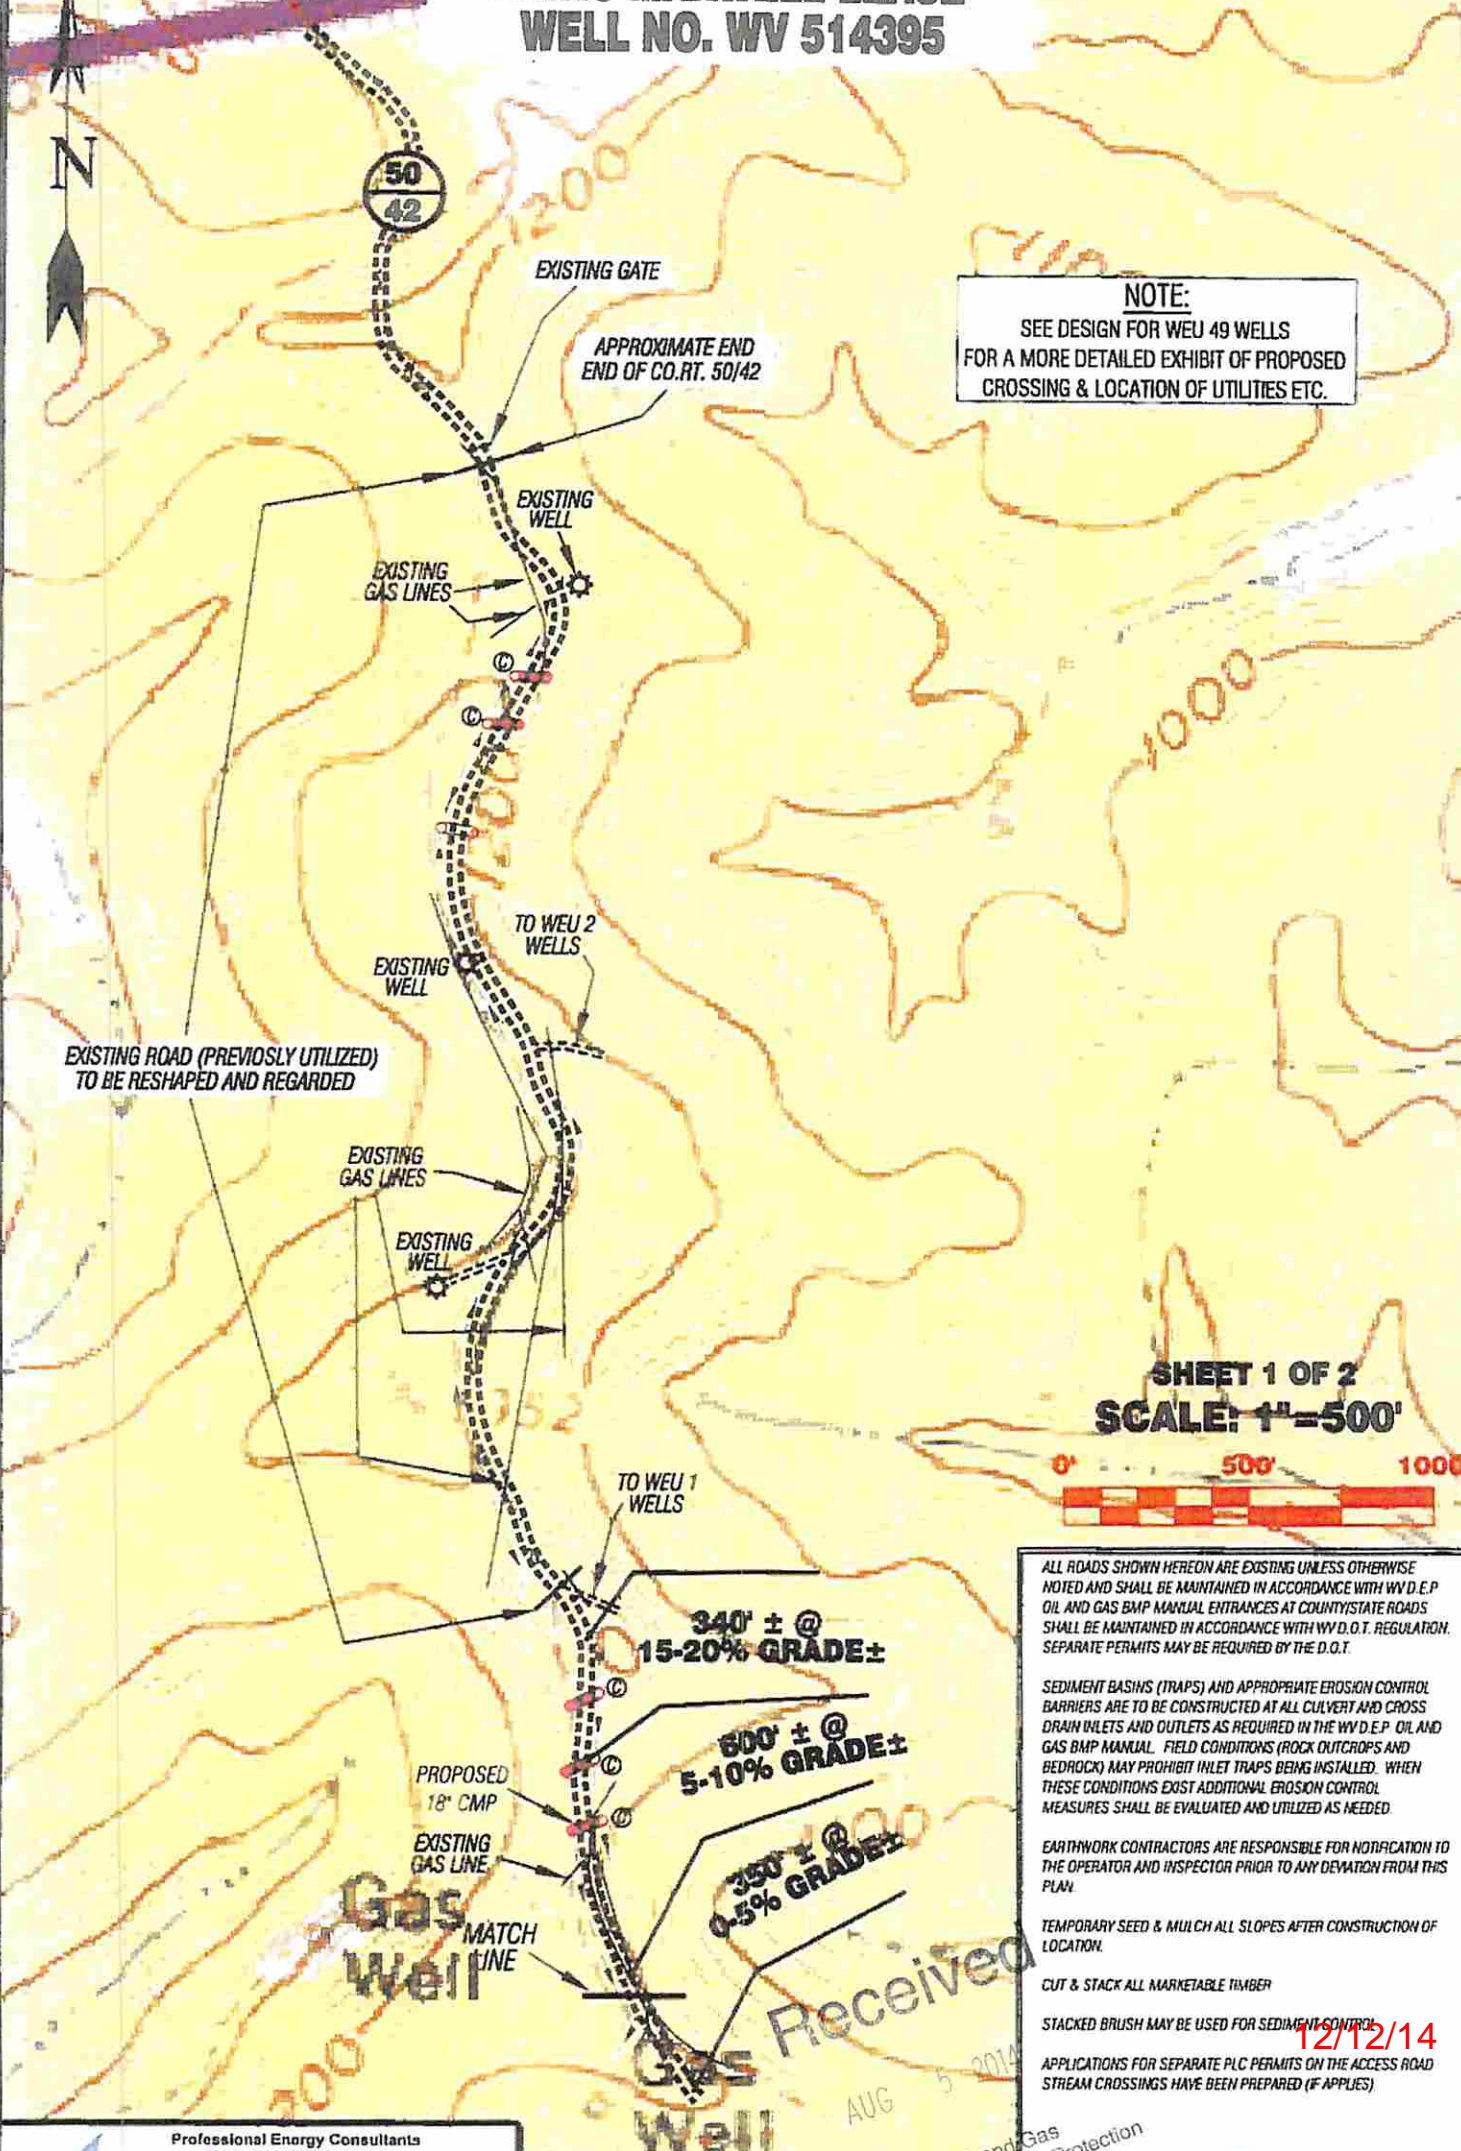 WELL NO. WV 514395
N
50
42
1200
EXISTING GATE
APPROXIMATE END
END OF CO.RT. 50/42
NOTE:
SEE DESIGN FOR WEU 49 WELLS
FOR A MORE DETAILED EXHIBIT OF PROPOSED
CROSSING & LOCATION OF UTILITIES ETC.
EXISTING
WELL
EXISTING
GAS LINES
©
©
1000
TO WEU 2
WELLS
EXISTING
WELL
EXISTING ROAD (PREVIOSLY UTILIZED)
TO BE RESHAPED AND REGARDED
EXISTING
GAS LINES
EXISTING
WELL
SHEET 1 OF 2
SCALE: 1"=500'
0' 500' 1000
TO WEU 1
WELLS
340' ± @
15-20% GRADE±
©
600' ± @
5-10% GRADE±
©
PROPOSED
18" CMP
©
EXISTING
GAS LINE
350' ± @
0-5% GRADE±
Gas
Well
MATCH
LINE
Gas
Well
Received
AUG 5 2014
ALL ROADS SHOWN HEREON ARE EXISTING UNLESS OTHERWISE
NOTED AND SHALL BE MAINTAINED IN ACCORDANCE WITH WV D.E.P
OIL AND GAS BMP MANUAL ENTRANCES AT COUNTY/STATE ROADS
SHALL BE MAINTAINED IN ACCORDANCE WITH WV D.O.T. REGULATION.
SEPARATE PERMITS MAY BE REQUIRED BY THE D.O.T.
SEDIMENT BASINS (TRAPS) AND APPROPRIATE EROSION CONTROL
BARRIERS ARE TO BE CONSTRUCTED AT ALL CULVERT AND CROSS
DRAIN INLETS AND OUTLETS AS REQUIRED IN THE WV D.E.P OIL AND
GAS BMP MANUAL. FIELD CONDITIONS (ROCK OUTCROPS AND
BEDROCK) MAY PROHIBIT INLET TRAPS BEING INSTALLED. WHEN
THESE CONDITIONS EXIST ADDITIONAL EROSION CONTROL
MEASURES SHALL BE EVALUATED AND UTILIZED AS NEEDED.
EARTHWORK CONTRACTORS ARE RESPONSIBLE FOR NOTIFICATION TO
THE OPERATOR AND INSPECTOR PRIOR TO ANY DEVIATION FROM THIS
PLAN.
TEMPORARY SEED & MULCH ALL SLOPES AFTER CONSTRUCTION OF
LOCATION.
CUT & STACK ALL MARKETABLE TIMBER
STACKED BRUSH MAY BE USED FOR SEDIMENT CONTROL
12/12/14
APPLICATIONS FOR SEPARATE PLC PERMITS ON THE ACCESS ROAD
STREAM CROSSINGS HAVE BEEN PREPARED (IF APPLIES)
Professional Energy Consultants
Gas